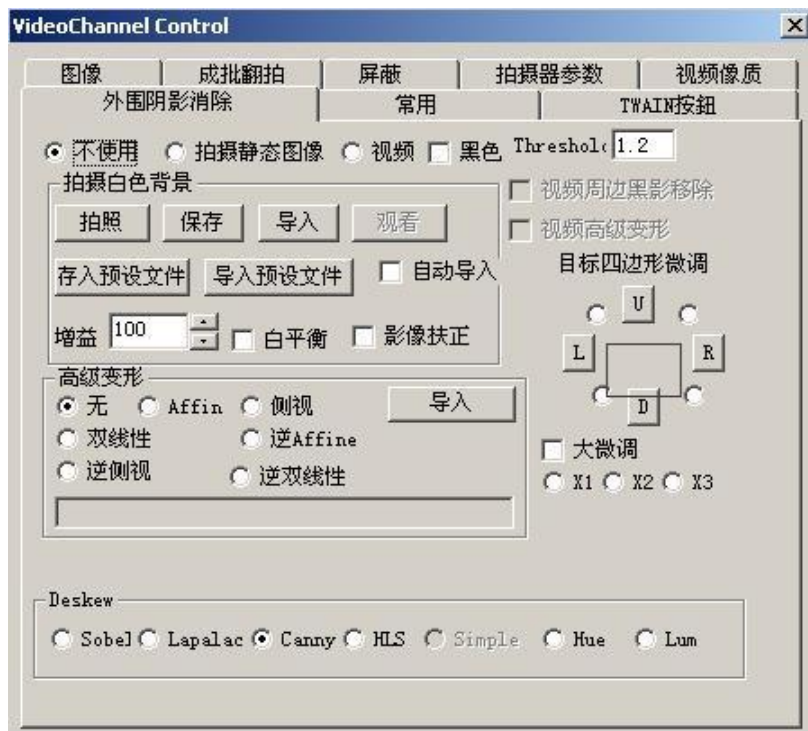 VideoChannel Control
图像 成批翻拍 屏蔽 拍摄器参数 视频像质
外围阴影消除 常用 TWAIN按钮
不使用 拍摄静态图像 视频 黑色 Threshol 1.2
拍摄白色背景 视频周边黑影移除
拍照 保存 导入 观看 视频高级变形
存入预设文件 导入预设文件 自动导入 目标四边形微调
增益 100 白平衡 影像扶正
U
L R
D
高级变形
无 Affin 侧视 导入
双线性 逆Affine 大微调
逆侧视 逆双线性 X1 X2 X3
Deskew
Sobel Lapalac Canny HLS Simple Hue Lum